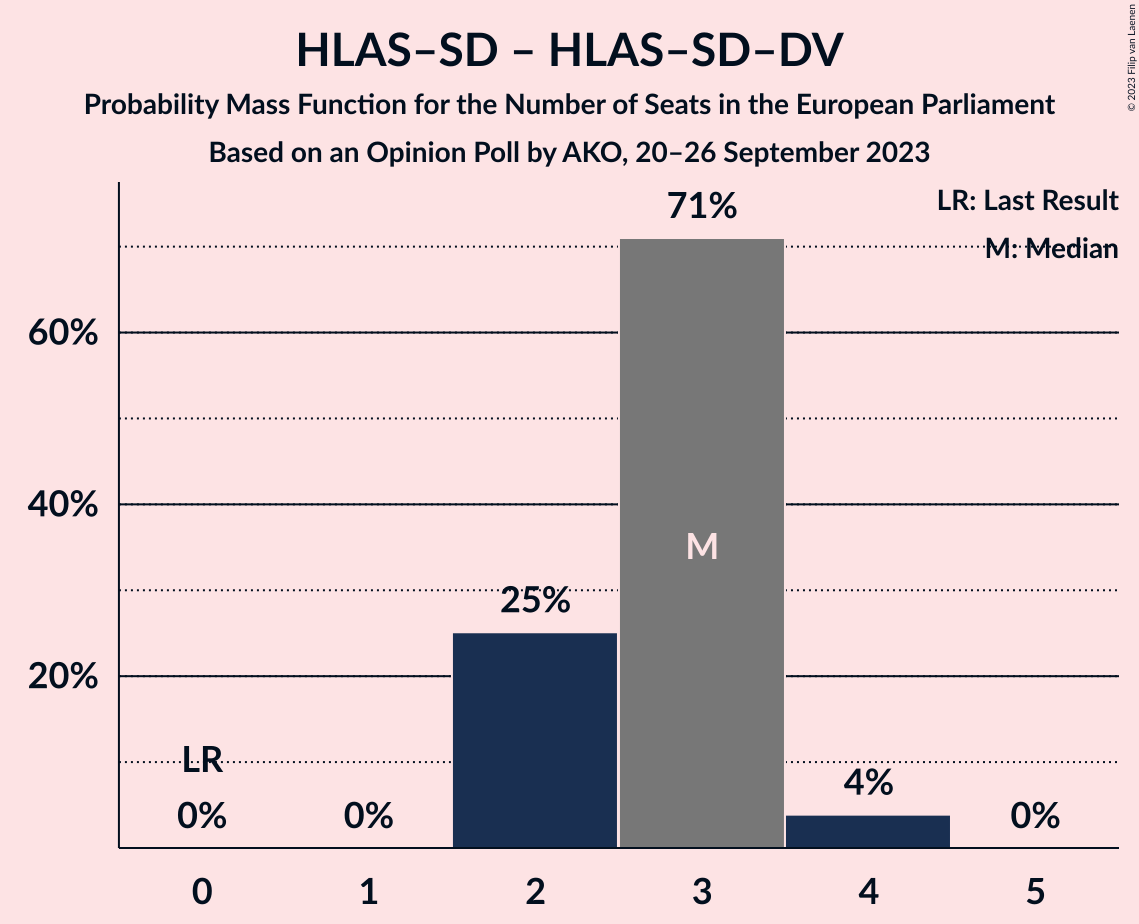 HLAS–SD – HLAS–SD–DV
Probability Mass Function for the Number of Seats in the European Parliament
Based on an Opinion Poll by AKO, 20–26 September 2023
© 2023 Filip van Laenen
LR: Last Result
M: Median
71%
60%
40%
20%
M
25%
LR
0%
0%
4%
0%
0
1
2
3
4
5